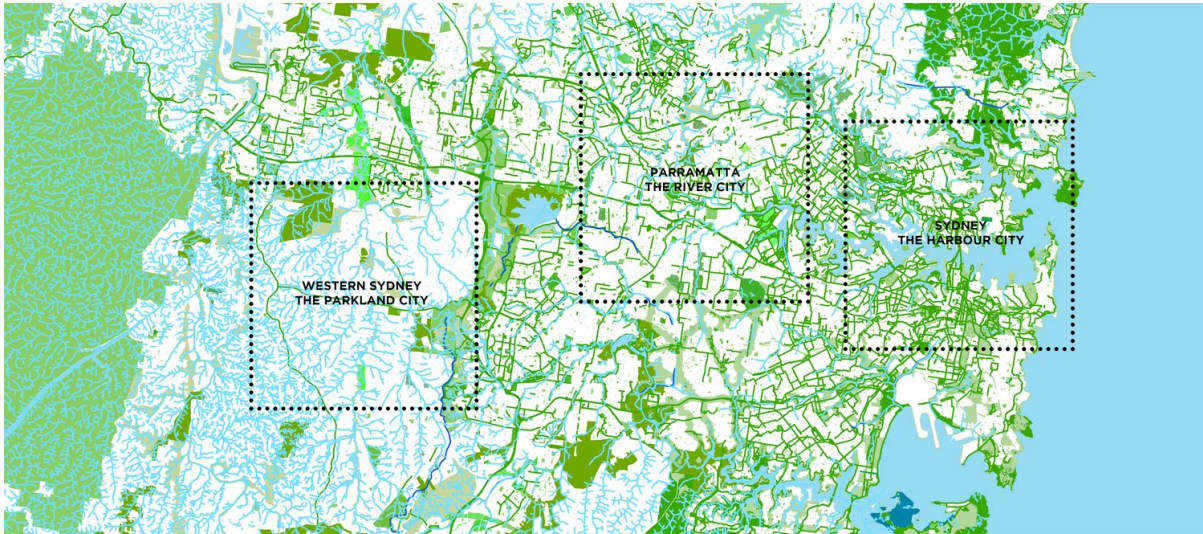 WESTERN SYDNEY
THE PARKLAND CITY
PARRAMATTA
THE RIVER CITY
SYDNEY
THE HARBOUR CITY